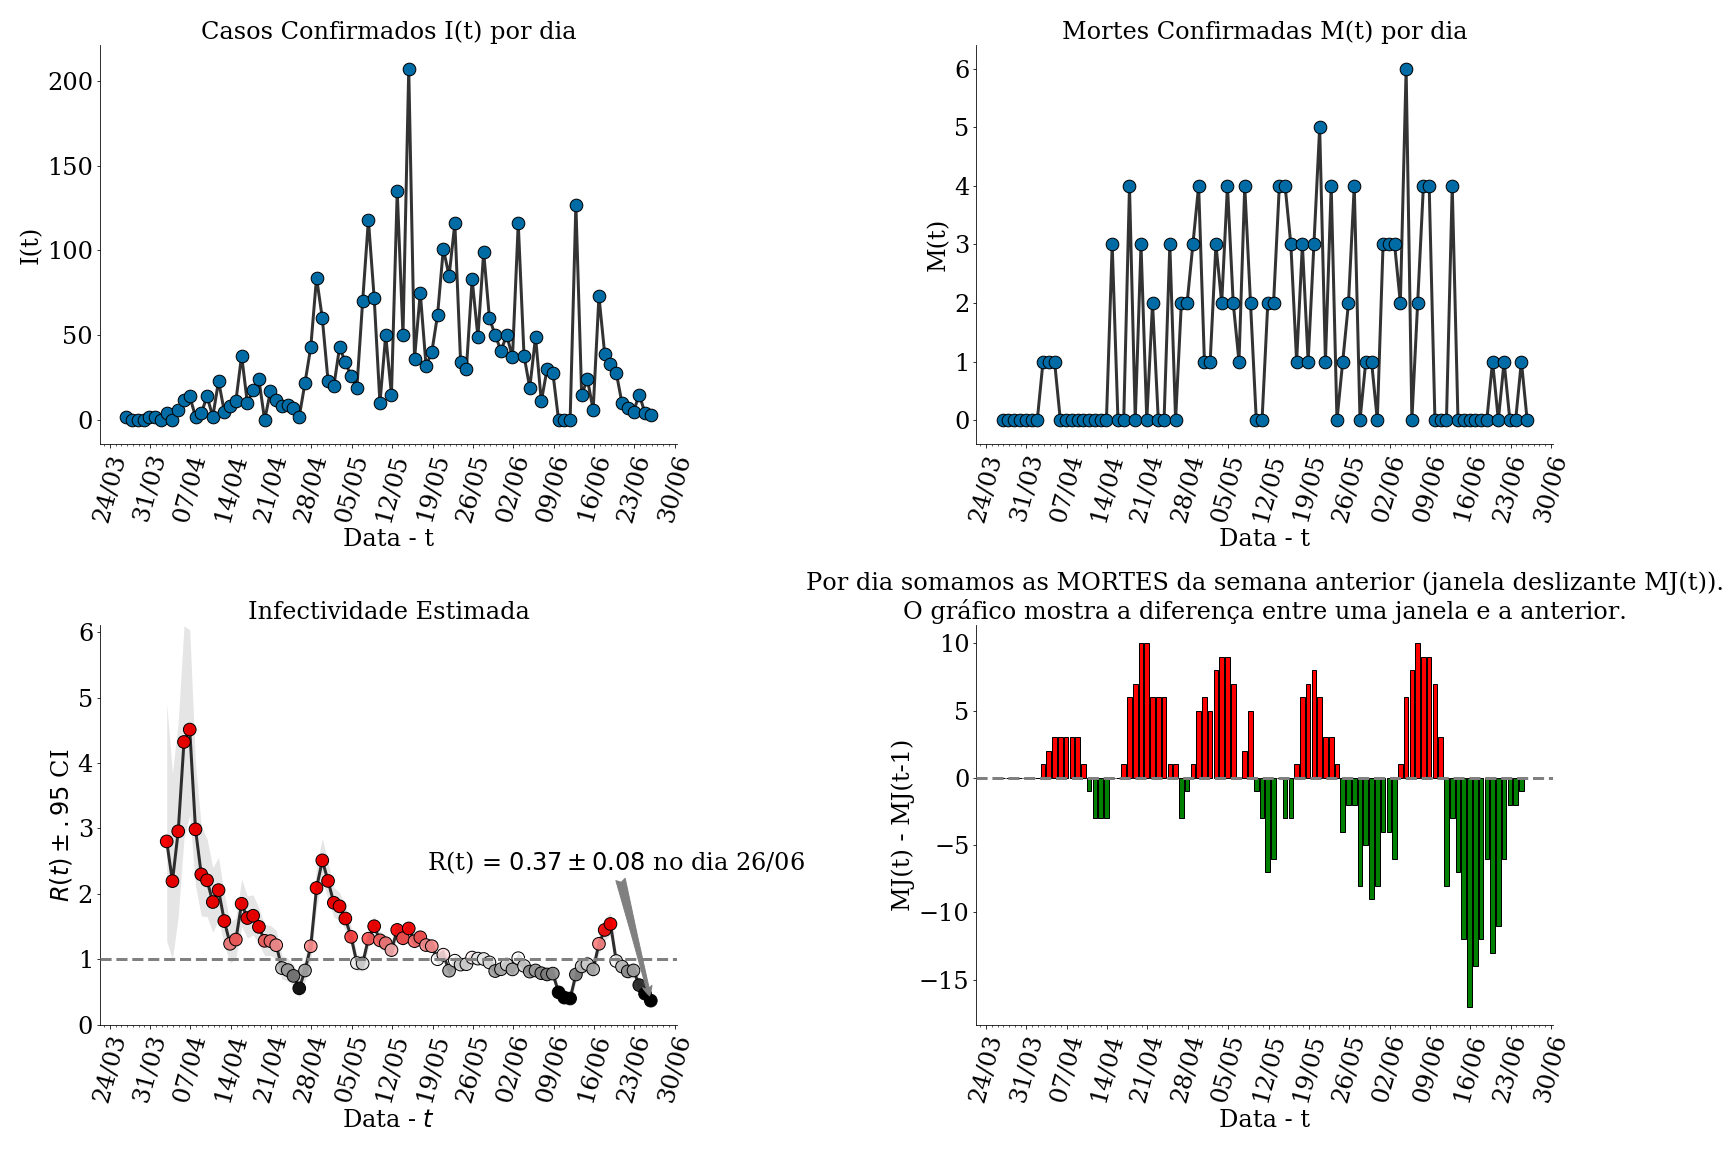 Casos Confirmados I(t) por dia
I(t)
200
150
100
50
0
24/03 31/03 07/04 14/04 21/04 28/04 05/05 12/05 19/05 26/05 02/06 09/06 16/06 23/06 30/06
Data - t
Mortes Confirmadas M(t) por dia
M(t)
6
5
4
3
2
1
0
24/03 31/03 07/04 14/04 21/04 28/04 05/05 12/05 19/05 26/05 02/06 09/06 16/06 23/06 30/06
Data - t
Infectividade Estimada
R(t) ± .95 CI
6
5
4
3
2
1
0
R(t) = 0.37 ± 0.08 no dia 26/06
24/03 31/03 07/04 14/04 21/04 28/04 05/05 12/05 19/05 26/05 02/06 09/06 16/06 23/06 30/06
Data - t
Por dia somamos as MORTES da semana anterior (janela deslizante MJ(t)).
O gráfico mostra a diferença entre uma janela e a anterior.
MJ(t) - MJ(t-1)
10
5
0
−5
−10
−15
24/03 31/03 07/04 14/04 21/04 28/04 05/05 12/05 19/05 26/05 02/06 09/06 16/06 23/06 30/06
Data - t